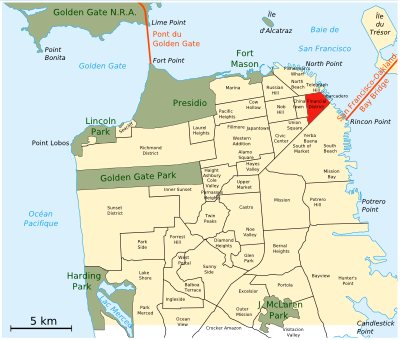 Golden Gate N.R.A.
Lime Point
Île
d'Alcatraz
Île
du
Trésor
Pont du
Golden Gate
Baie de
San Francisco
Point
Bonita
Golden Gate
Fort Point
Fort
Mason
North Point
San Francisco-Oakland
Bay Bridge
Fisherman's
Wharf
Marina
Russian
Hill
North
Beach
Telegraph
Hill
Embarcadero
Presidio
Cow
Hollow
Nob
Hill
China
Town
Financial
District
Rincon Point
Lincoln
Park
Sea
Pacific
Heights
Union
Square
Point Lobos
Laurel
Heights
Fillmore
Japantown
Civic
Center
Yerba
Buena
South of
Market
South
Beach
Richmond
District
Western
Addition
Alamo
Square
Hayes
Valley
Golden Gate Park
Haight
Ashbury
Cole
Valley
Parnassus
Heights
Upper
Market
Mission
Bay
Inner Sunset
Océan
Pacifique
Sunset
District
Twin
Peaks
Castro
Mission
Potrero
Hill
Potrero
Point
Noe
Valley
Park
Side
Forrest
Hill
Diamond
Heights
Bernal
Heights
West
Portal
Glen
Park
Sunny
Side
Harding
Park
Lake
Shore
Balboa
Terrace
Bayview
Hunter's
Point
Excelsior
Portola
Lac Merced
Ingleside
Park
Merced
Outer
Mission
J. McLaren
Park
Ocean
View
Crocker Amazon
Visitacion
Valley
Candlestick
Point
5 km